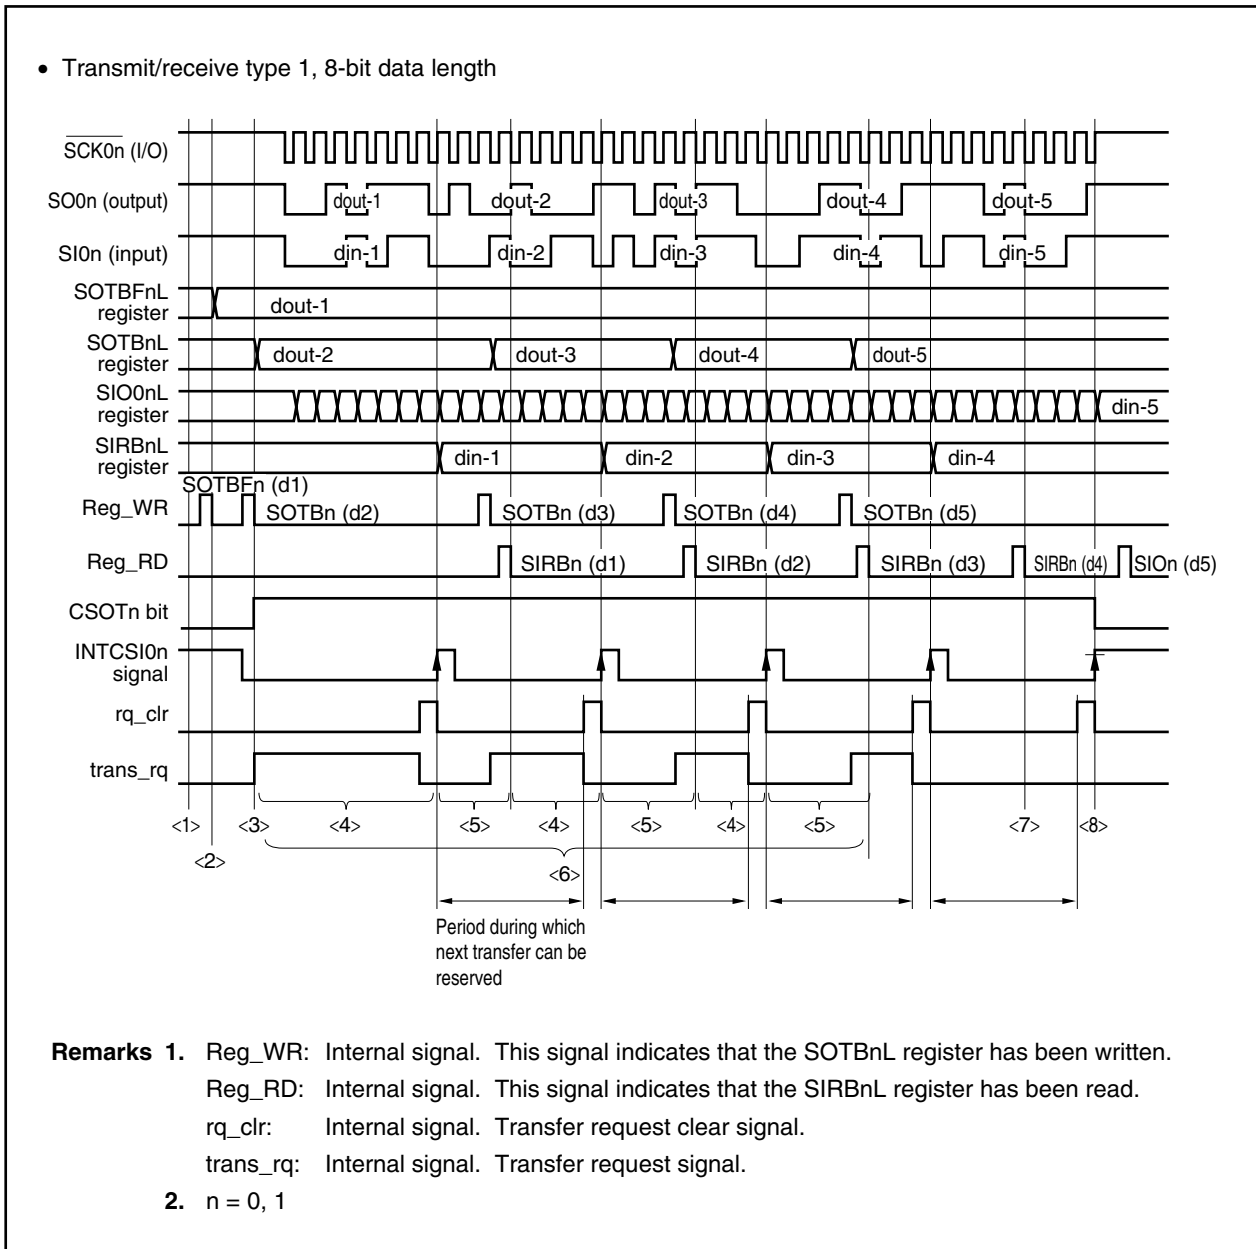 • Transmit/receive type 1, 8-bit data length
SCK0n (I/O)
SO0n (output)
dout-1 dout-2 dout-3 dout-4 dout-5
SI0n (input)
din-1 din-2 din-3 din-4 din-5
SOTBFnL
register
dout-1
SOTBnL
register
dout-2 dout-3 dout-4 dout-5
SIO0nL
register
din-5
SIRBnL
register
din-1 din-2 din-3 din-4
SOTBFn (d1)
Reg_WR
SOTBn (d2) SOTBn (d3) SOTBn (d4) SOTBn (d5)
Reg_RD
SIRBn (d1) SIRBn (d2) SIRBn (d3) SIRBn (d4) SIOn (d5)
CSOTn bit
INTCSI0n
signal
rq_clr
trans_rq
<1> <3> <4> <5> <4> <5> <4> <5> <7> <8>
<2>
<6>
Period during which
next transfer can be
reserved
Remarks 1. Reg_WR: Internal signal. This signal indicates that the SOTBnL register has been written.
Reg_RD: Internal signal. This signal indicates that the SIRBnL register has been read.
rq_clr: Internal signal. Transfer request clear signal.
trans_rq: Internal signal. Transfer request signal.
2. n = 0, 1